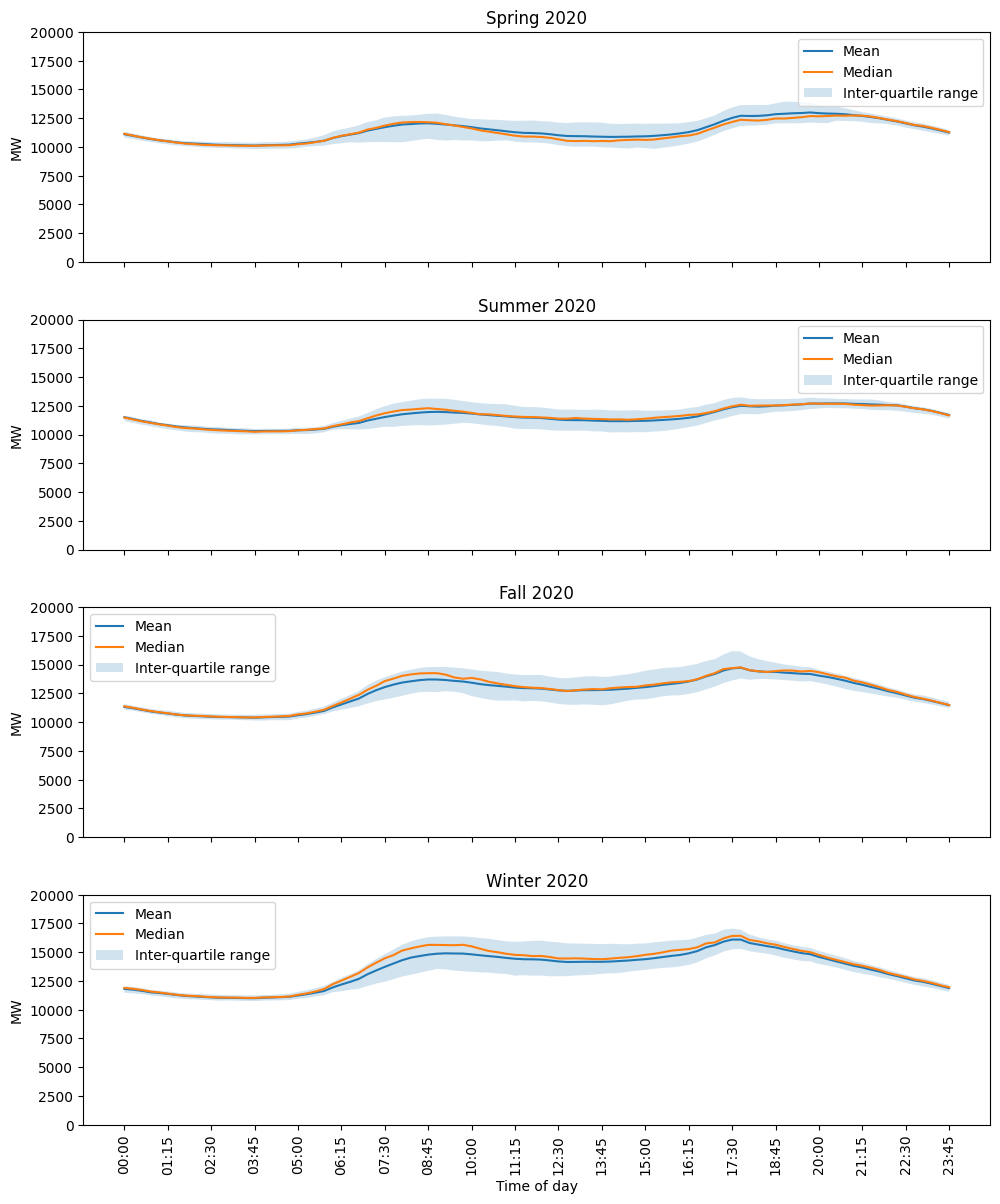 Spring 2020
20000
17500
15000
12500
10000
7500
5000
2500
0
MW
Mean
Median
Inter-quartile range
Summer 2020
20000
17500
15000
12500
10000
7500
5000
2500
0
MW
Mean
Median
Inter-quartile range
Fall 2020
20000
17500
15000
12500
10000
7500
5000
2500
0
MW
Mean
Median
Inter-quartile range
Winter 2020
20000
17500
15000
12500
10000
7500
5000
2500
0
MW
Mean
Median
Inter-quartile range
00:00
01:15
02:30
03:45
05:00
06:15
07:30
08:45
10:00
11:15
12:30
13:45
15:00
16:15
17:30
18:45
20:00
21:15
22:30
23:45
Time of day